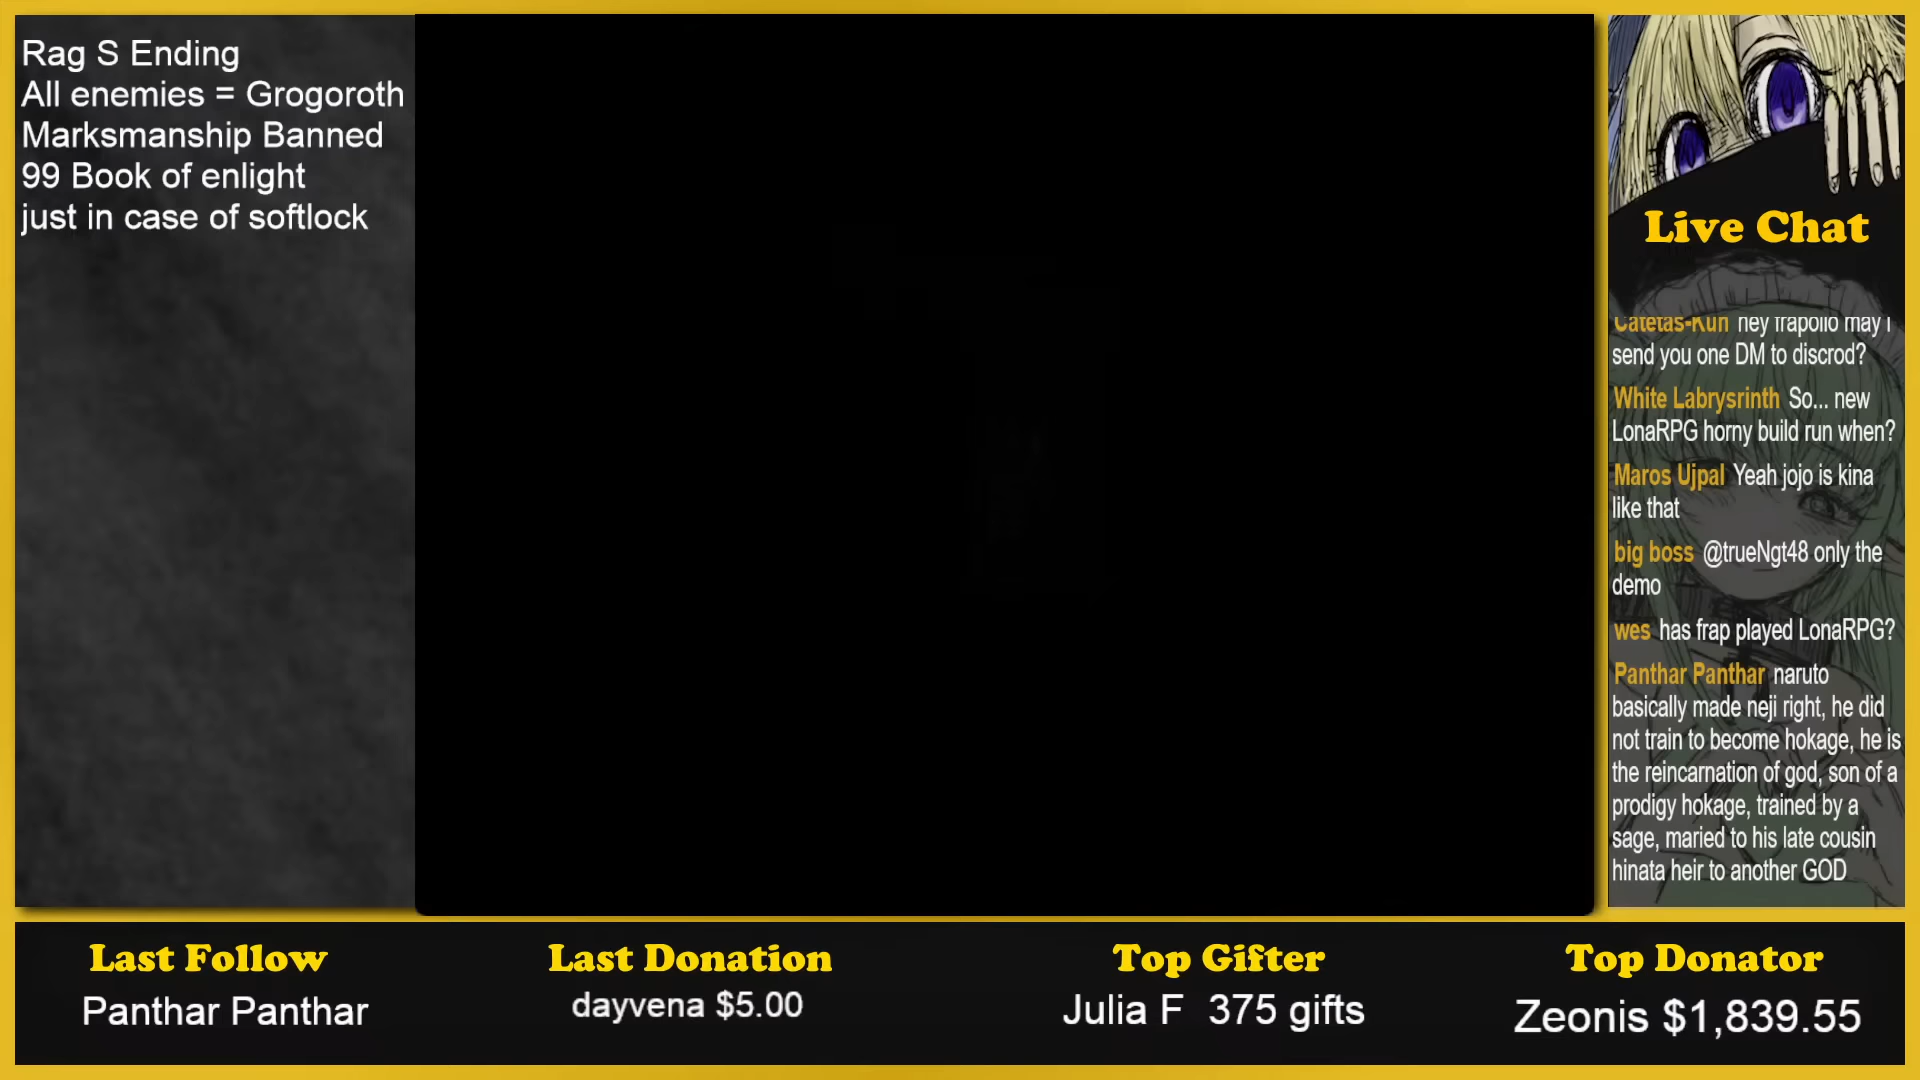 Rag S Ending
All enemies = Grogoroth
Marksmanship Banned
99 Book of enlight
just in case of softlock
Live Chat
Catetas-Kun hey frapollo may i
send you one DM to discrod?
White Labrysrinth So... new
LonaRPG horny build run when?
Maros Ujpal Yeah jojo is kina
like that
big boss @trueNgt48 only the
demo
wes has frap played LonaRPG?
Panthar Panthar naruto
basically made neji right, he did
not train to become hokage, he is
the reincarnation of god, son of a
prodigy hokage, trained by a
sage, maried to his late cousin
hinata heir to another GOD
Last Follow
Panthar Panthar
Last Donation
dayvena $5.00
Top Gifter
Julia F 375 gifts
Top Donator
Zeonis $1,839.55